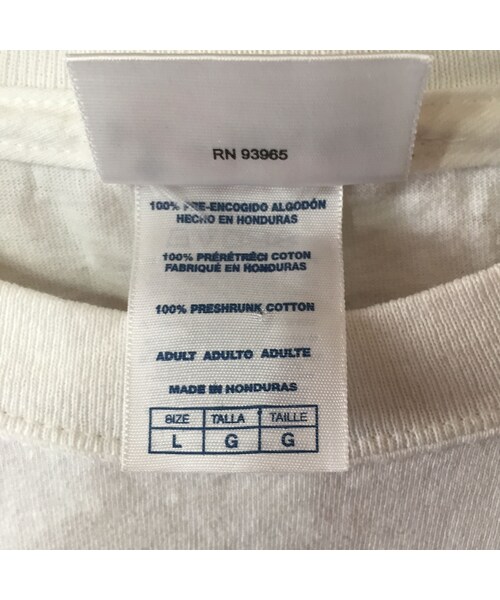 RN 93965
100% PRE-ENCOGIDO ALGODÓN
HECHO EN HONDURAS
100% PRÉRÉTRÉCI COTON
FABRIQUÉ EN HONDURAS
100% PRESHRUNK COTTON
ADULT ADULTO ADULTE
MADE IN HONDURAS
SIZE TALLA TAILLE
L G G